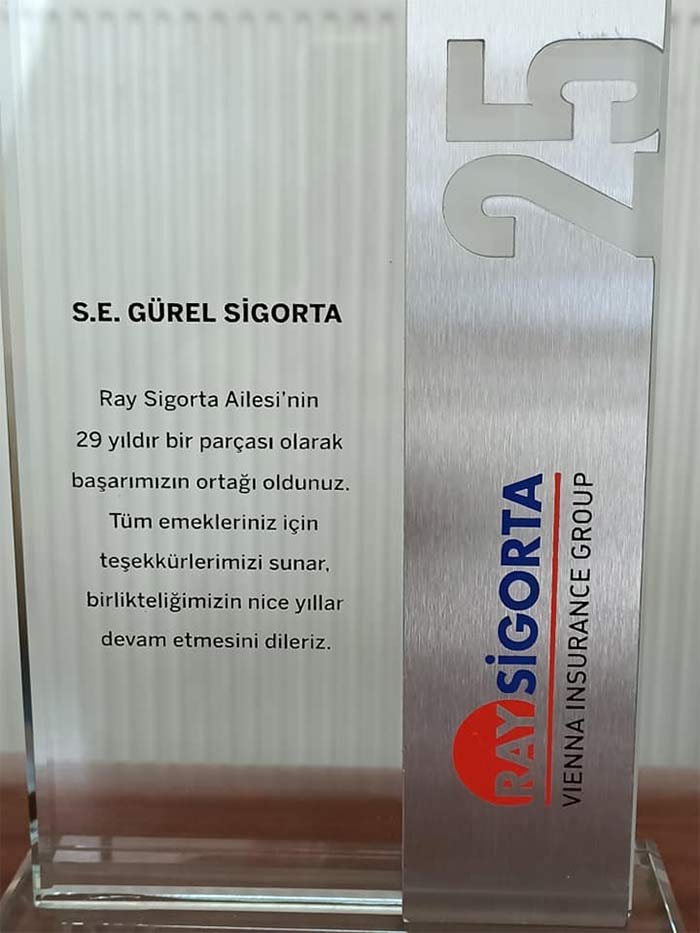 S.E. GÜREL SİGORTA
Ray Sigorta Ailesi'nin
29 yıldır bir parçası olarak
başarımızın ortağı oldunuz.
Tüm emekleriniz için
teşekkürlerimizi sunar,
birlikteliğimizin nice yıllar
devam etmesini dileriz.
25
RAY SİGORTA
VIENNA INSURANCE GROUP